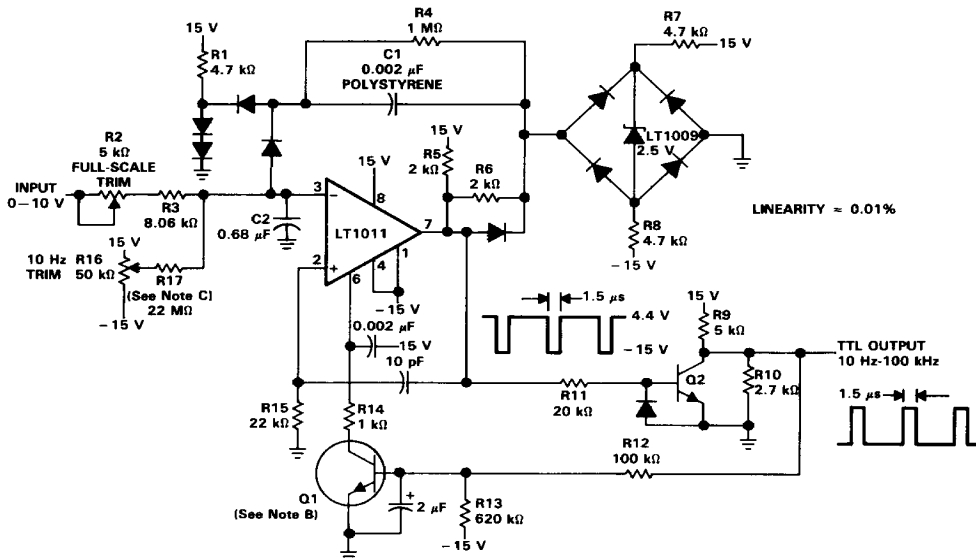 15 V
R1
4.7 kΩ
R4
1 MΩ
C1
0.002 µF
POLYSTYRENE
R7
4.7 kΩ
15 V
LT1009
2.5 V
R8
4.7 kΩ
−15 V
LINEARITY ≈ 0.01%
R2
5 kΩ
FULL-SCALE
TRIM
INPUT
0−10 V
R3
8.06 kΩ
15 V
10 Hz
TRIM
R16
50 kΩ
−15 V
R17
(See Note C)
22 MΩ
C2
0.68 µF
15 V
R5
2 kΩ
R6
2 kΩ
15 V
8
3
−
LT1011
7
2
+
6
4
1
−15 V
0.002 µF
15 V
10 pF
R15
22 kΩ
R14
1 kΩ
Q1
(See Note B)
+
2 µF
R13
620 kΩ
−15 V
R12
100 kΩ
R11
20 kΩ
1.5 µs
4.4 V
−15 V
15 V
R9
5 kΩ
Q2
R10
2.7 kΩ
TTL OUTPUT
10 Hz-100 kHz
1.5 µs